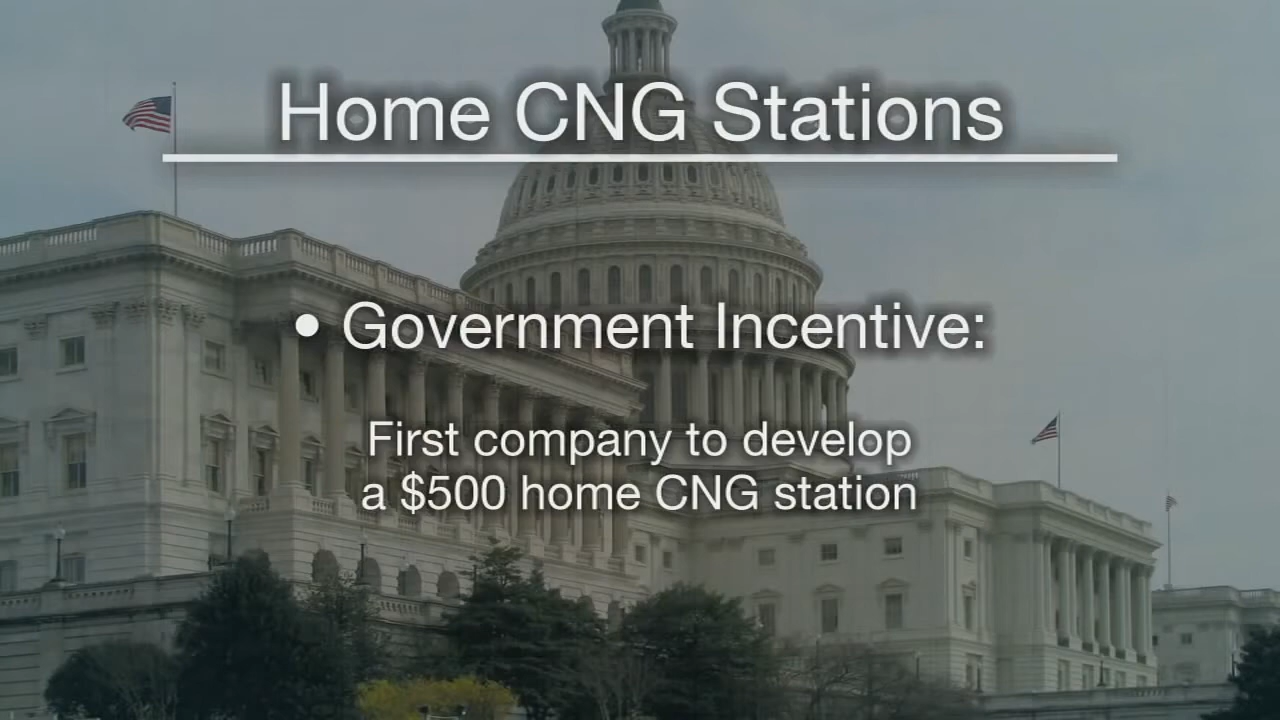 Home CNG Stations
• Government Incentive:
First company to develop
a $500 home CNG station